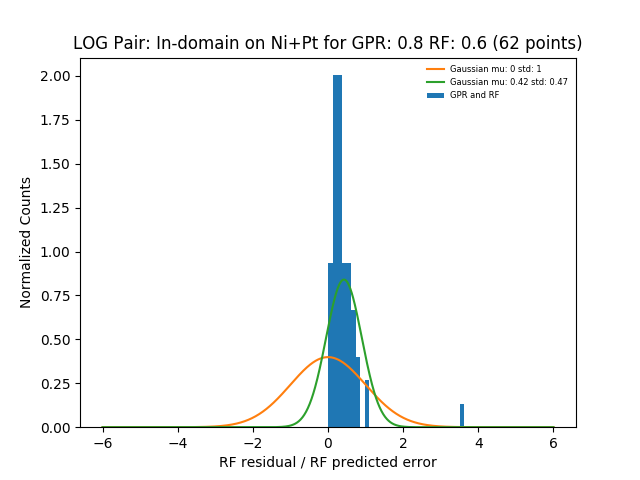 LOG Pair: In-domain on Ni+Pt for GPR: 0.8 RF: 0.6 (62 points)
Gaussian mu: 0 std: 1
Gaussian mu: 0.42 std: 0.47
GPR and RF
Normalized Counts
2.00
1.75
1.50
1.25
1.00
0.75
0.50
0.25
0.00
−6 −4 −2 0 2 4 6
RF residual / RF predicted error